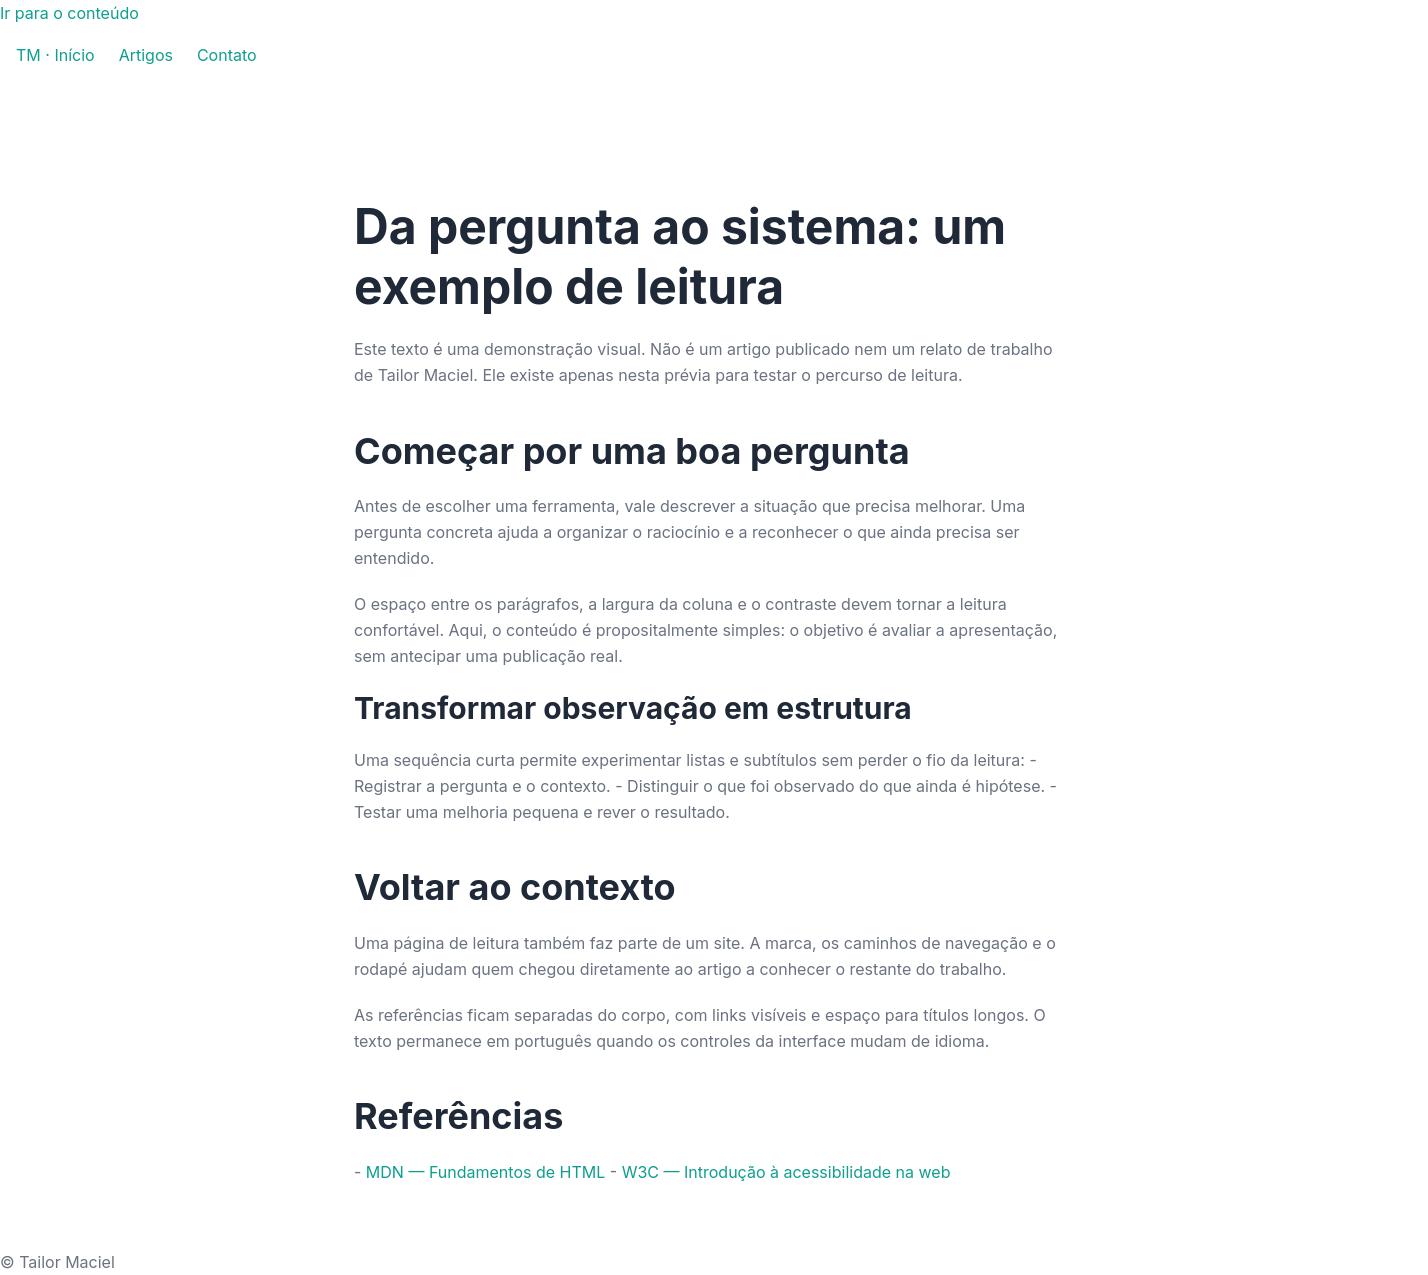 Ir para o conteúdo
TM · Início Artigos Contato
Da pergunta ao sistema: um
exemplo de leitura
Este texto é uma demonstração visual. Não é um artigo publicado nem um relato de trabalho
de Tailor Maciel. Ele existe apenas nesta prévia para testar o percurso de leitura.
Começar por uma boa pergunta
Antes de escolher uma ferramenta, vale descrever a situação que precisa melhorar. Uma
pergunta concreta ajuda a organizar o raciocínio e a reconhecer o que ainda precisa ser
entendido.
O espaço entre os parágrafos, a largura da coluna e o contraste devem tornar a leitura
confortável. Aqui, o conteúdo é propositalmente simples: o objetivo é avaliar a apresentação,
sem antecipar uma publicação real.
Transformar observação em estrutura
Uma sequência curta permite experimentar listas e subtítulos sem perder o fio da leitura: -
Registrar a pergunta e o contexto. - Distinguir o que foi observado do que ainda é hipótese. -
Testar uma melhoria pequena e rever o resultado.
Voltar ao contexto
Uma página de leitura também faz parte de um site. A marca, os caminhos de navegação e o
rodapé ajudam quem chegou diretamente ao artigo a conhecer o restante do trabalho.
As referências ficam separadas do corpo, com links visíveis e espaço para títulos longos. O
texto permanece em português quando os controles da interface mudam de idioma.
Referências
- MDN — Fundamentos de HTML - W3C — Introdução à acessibilidade na web
© Tailor Maciel